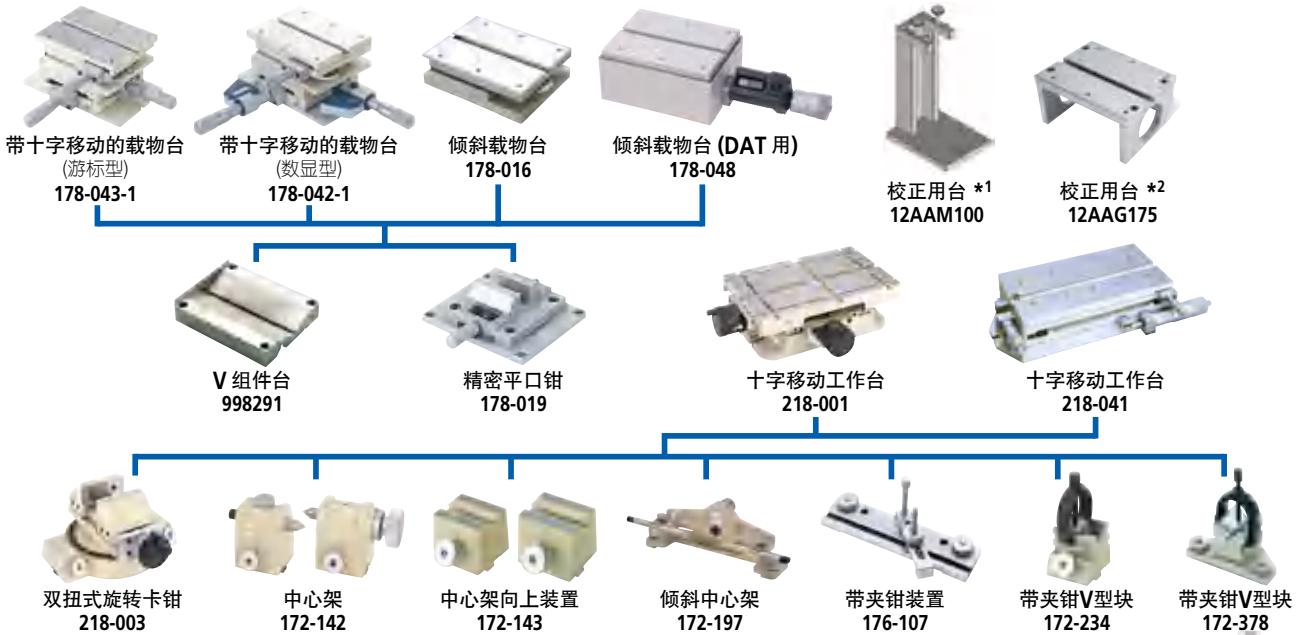 带十字移动的载物台
(游标型)
178-043-1
带十字移动的载物台
(数显型)
178-042-1
倾斜载物台
178-016
倾斜载物台 (DAT 用)
178-048
校正用台 *1
12AAM100
校正用台 *2
12AAG175
V 组件台
998291
精密平口钳
178-019
十字移动工作台
218-001
十字移动工作台
218-041
双扭式旋转卡钳
218-003
中心架
172-142
中心架向上装置
172-143
倾斜中心架
172-197
带夹钳装置
176-107
带夹钳V型块
172-234
带夹钳V型块
172-378